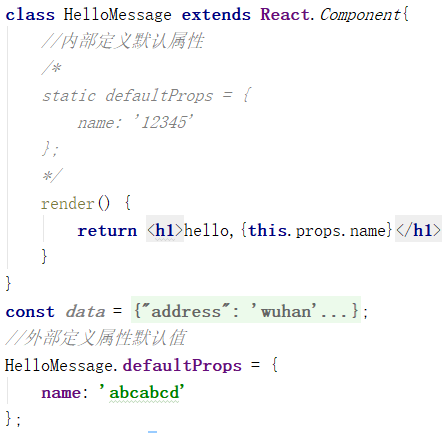 class HelloMessage extends React.Component{
//内部定义默认属性
/*
static defaultProps = {
name: '12345'
};
*/
render() {
return <h1>hello,{this.props.name}</h1>
}
}
const data = {"address": 'wuhan'...};
//外部定义属性默认值
HelloMessage.defaultProps = {
name: 'abcabcd'
};